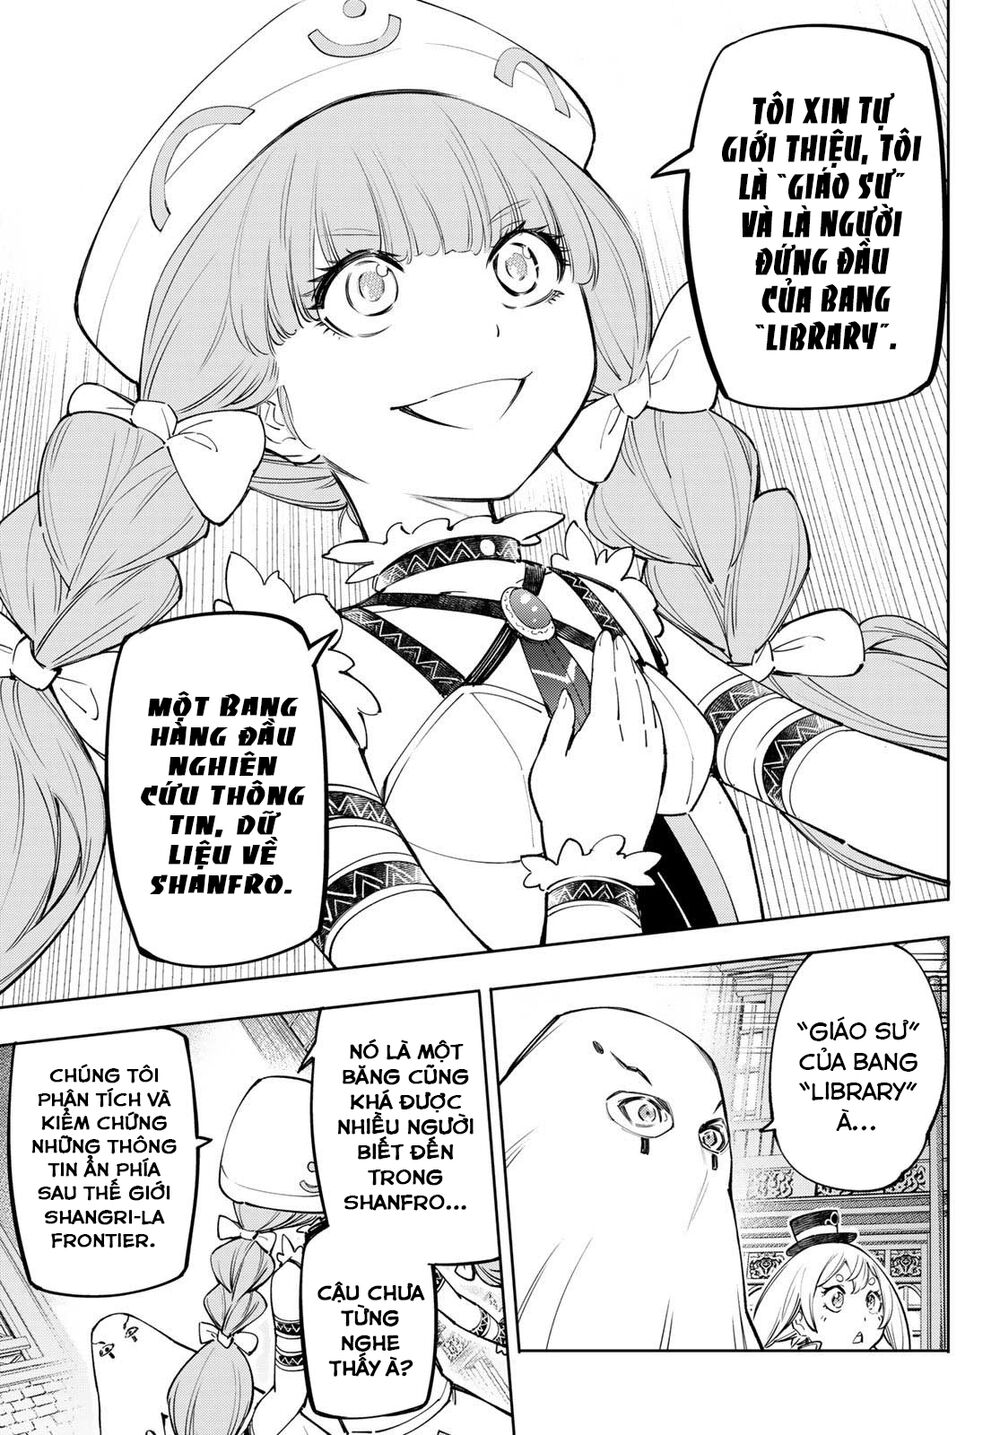 TÔI XIN TỰ
GIỚI THIỆU, TÔI
LÀ "GIÁO SƯ"
VÀ LÀ NGƯỜI
ĐỨNG ĐẦU
CỦA BANG
"LIBRARY".
MỘT BANG
HÀNG ĐẦU
NGHIÊN
CỨU THÔNG
TIN, DỮ
LIỆU VỀ
SHANFRO.
"GIÁO SƯ"
CỦA BANG
"LIBRARY"
À...
NÓ LÀ MỘT
BĂNG CŨNG
KHÁ ĐƯỢC
NHIỀU NGƯỜI
BIẾT ĐẾN
TRONG
SHANFRO...
CẬU CHƯA
TỪNG
NGHE
THẤY À?
CHÚNG TÔI
PHÂN TÍCH VÀ
KIỂM CHỨNG
NHỮNG THÔNG
TIN ẨN PHÍA
SAU THẾ GIỚI
SHANGRI-LA
FRONTIER.